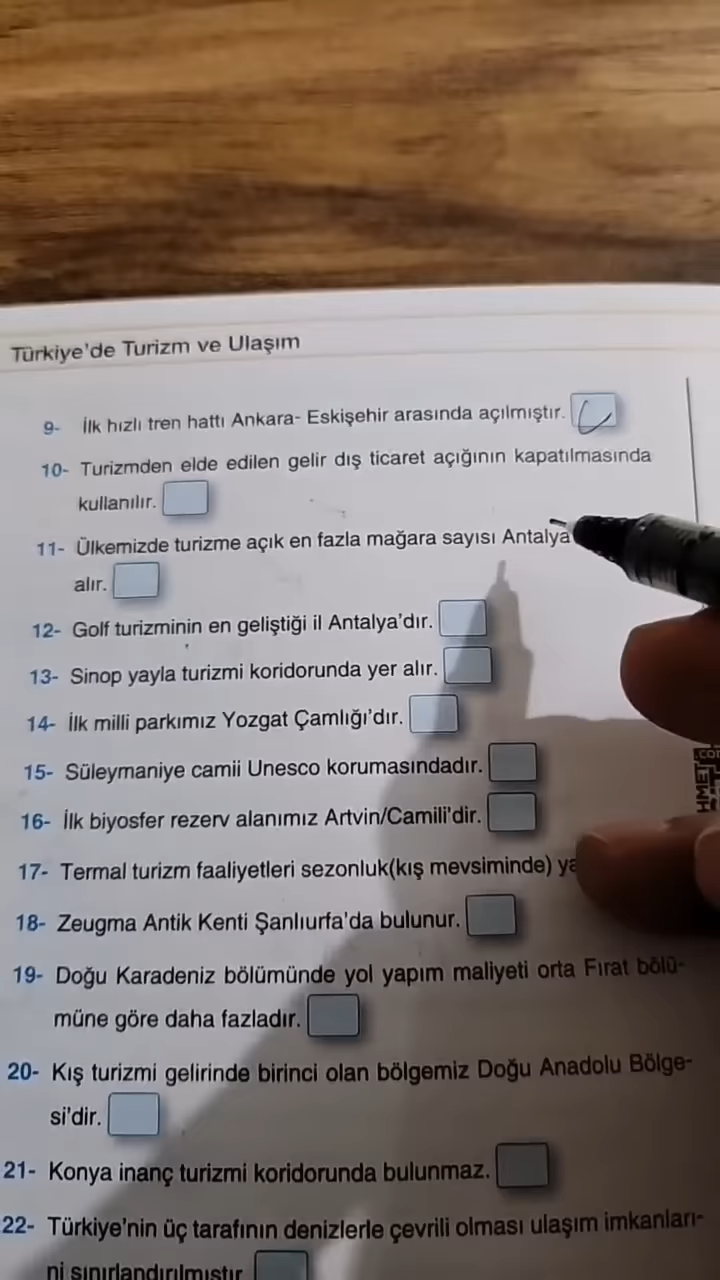 Türkiye'de Turizm ve Ulaşım
9- İlk hızlı tren hattı Ankara- Eskişehir arasında açılmıştır.
10- Turizmden elde edilen gelir dış ticaret açığının kapatılmasında
kullanılır.
11- Ülkemizde turizme açık en fazla mağara sayısı Antalya
alır.
12- Golf turizminin en geliştiği il Antalya'dır.
13- Sinop yayla turizmi koridorunda yer alır.
14- İlk milli parkımız Yozgat Çamlığı'dır.
15- Süleymaniye camii Unesco korumasındadır.
16- İlk biyosfer rezerv alanımız Artvin/Camili'dir.
17- Termal turizm faaliyetleri sezonluk(kış mevsiminde)
18- Zeugma Antik Kenti Şanlıurfa'da bulunur.
19- Doğu Karadeniz bölümünde yol yapım maliyeti orta Fırat bölü-
müne göre daha fazladır.
20- Kış turizmi gelirinde birinci olan bölgemiz Doğu Anadolu Bölge-
si'dir.
21- Konya inanç turizmi koridorunda bulunmaz.
22- Türkiye'nin üç tarafının denizlerle çevrili olması ulaşım imkanları-
nı sınırlandırılmıştır.